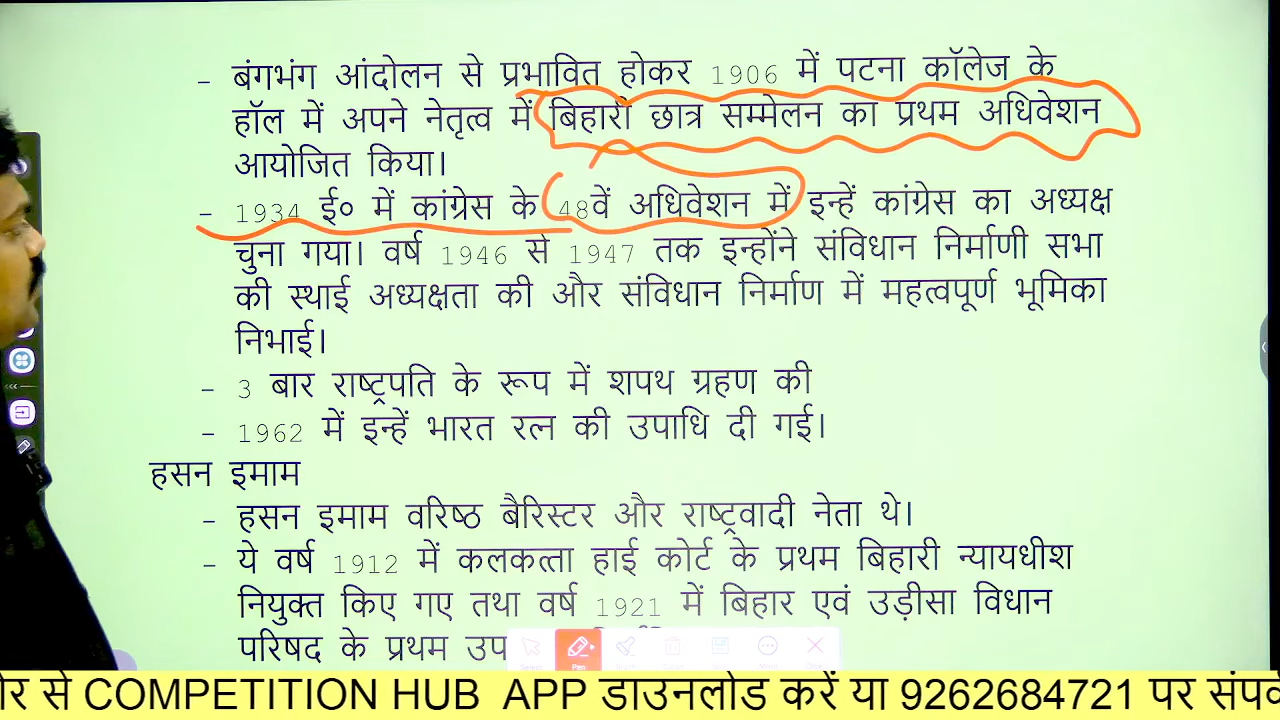 – बंगभंग आंदोलन से प्रभावित होकर 1906 में पटना कॉलेज के
हॉल में अपने नेतृत्व में बिहारी छात्र सम्मेलन का प्रथम अधिवेशन
आयोजित किया।
– 1934 ई० में कांग्रेस के 48वें अधिवेशन में इन्हें कांग्रेस का अध्यक्ष
चुना गया। वर्ष 1946 से 1947 तक इन्होंने संविधान निर्माणी सभा
की स्थाई अध्यक्षता की और संविधान निर्माण में महत्वपूर्ण भूमिका
निभाई।
– 3 बार राष्ट्रपति के रूप में शपथ ग्रहण की
– 1962 में इन्हें भारत रत्न की उपाधि दी गई।
हसन इमाम
– हसन इमाम वरिष्ठ बैरिस्टर और राष्ट्रवादी नेता थे।
– ये वर्ष 1912 में कलकत्ता हाई कोर्ट के प्रथम बिहारी न्यायधीश
नियुक्त किए गए तथा वर्ष 1921 में बिहार एवं उड़ीसा विधान
परिषद के प्रथम उप
Pen
से COMPETITION HUB APP डाउनलोड करें या 9262684721 पर